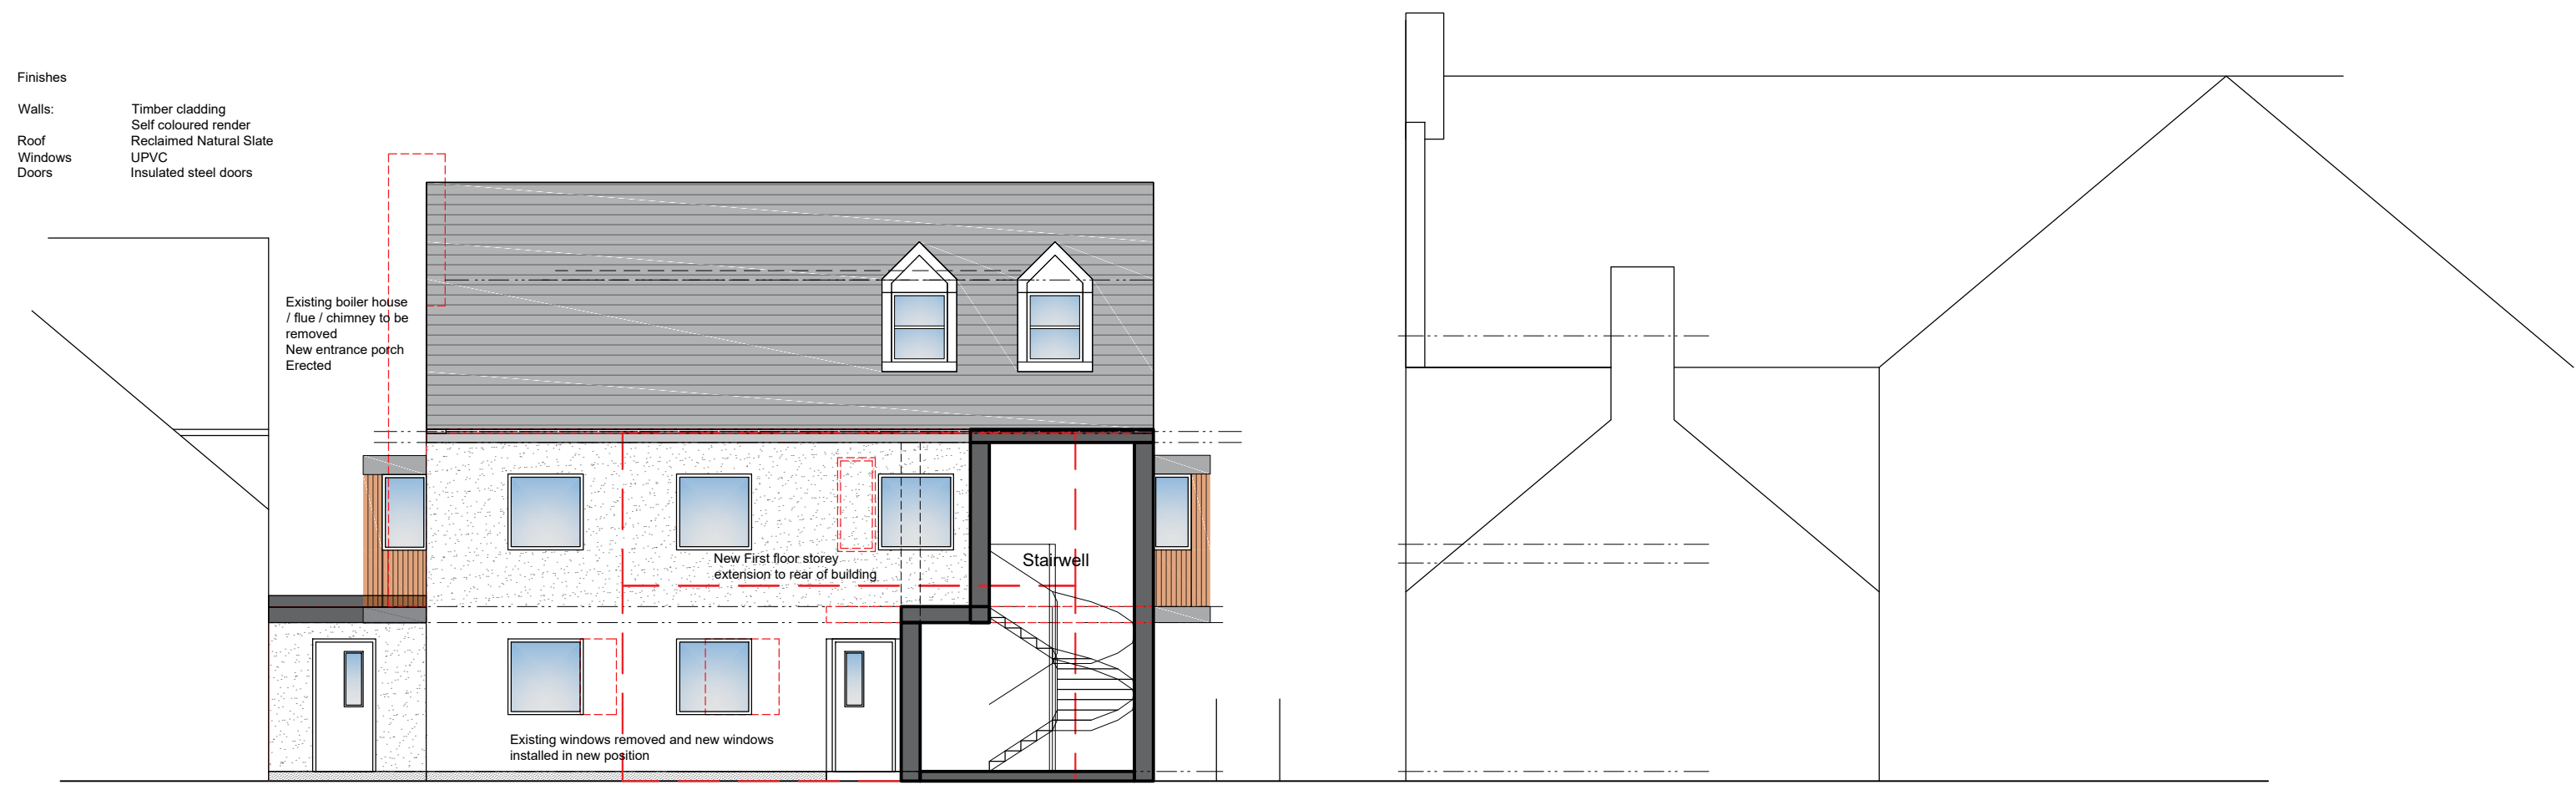 Finishes
Walls: Timber cladding
Self coloured render
Roof Reclaimed Natural Slate
Windows UPVC
Doors Insulated steel doors
Existing boiler house
/ flue / chimney to be
removed
New entrance porch
Erected
New First floor storey
extension to rear of building
Stairwell
Existing windows removed and new windows
installed in new position